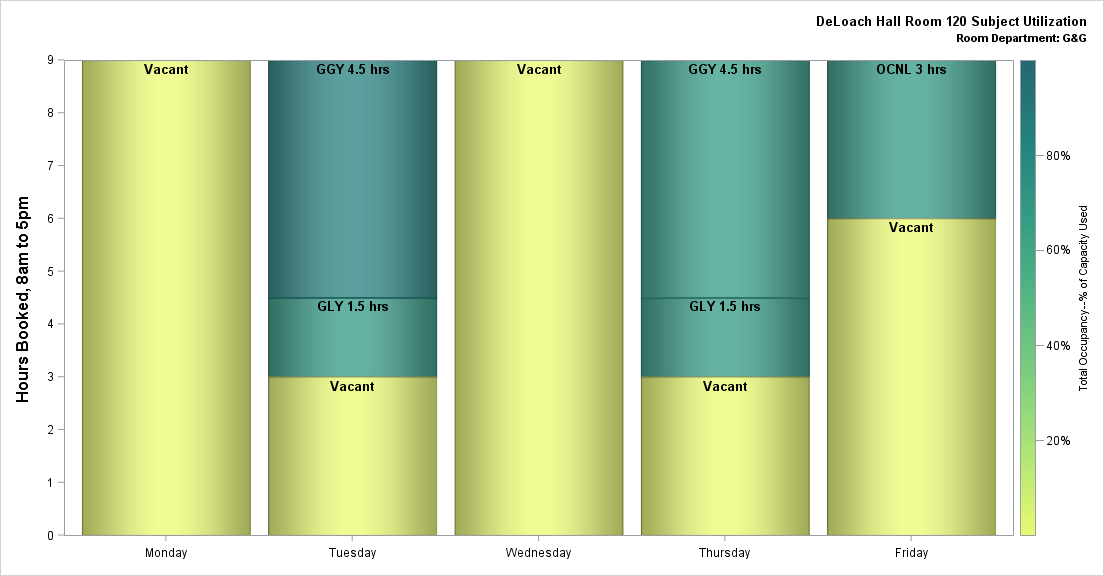 DeLoach Hall Room 120 Subject Utilization
Room Department: G&G
Hours Booked, 8am to 5pm
9
8
7
6
5
4
3
2
1
0
Vacant
GGY 4.5 hrs
GLY 1.5 hrs
Vacant
Vacant
GGY 4.5 hrs
GLY 1.5 hrs
Vacant
OCNL 3 hrs
Vacant
Monday
Tuesday
Wednesday
Thursday
Friday
80%
60%
40%
20%
Total Occupancy--% of Capacity Used